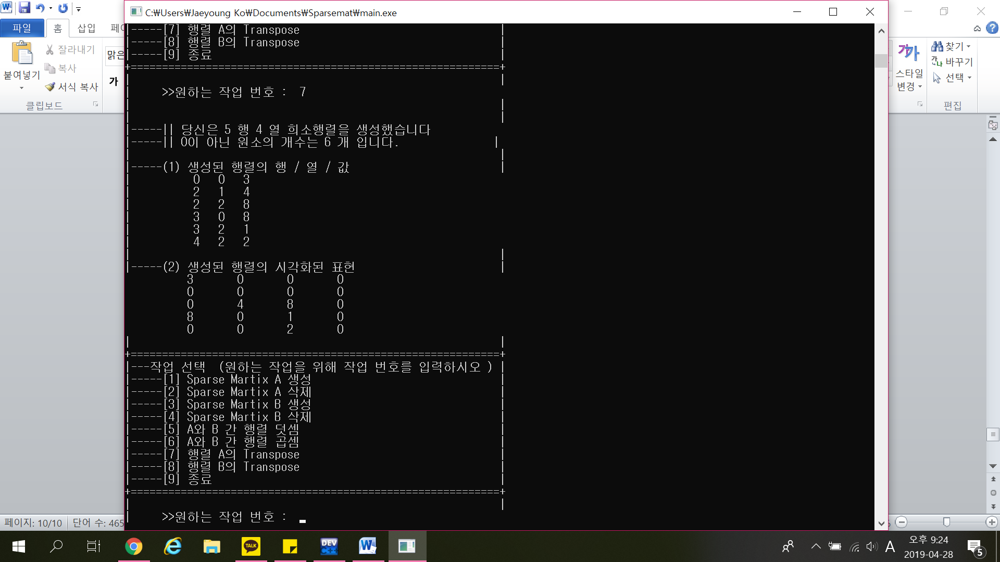 C:₩Users₩Jaeyoung Ko₩Documents₩Sparsemat₩main.exe
파일 홈 삽입
붙여넣기
잘라내기
복사
서식 복사
클립보드
맑은
가
가가
스타일
변경
찾기
바꾸기
선택
편집
|-----[7] 행렬 A의 Transpose |
|-----[8] 행렬 B의 Transpose |
|-----[9] 종료 |
+===========================================================+
| |
| >>원하는 작업 번호 : 7
| |
| |
|-----|| 당신은 5 행 4 열 희소행렬을 생성했습니다
|-----|| 0이 아닌 원소의 개수는 6 개 입니다. |
| |
|-----(1) 생성된 행렬의 행 / 열 / 값 |
| 0 0 3
| 2 1 4
| 2 2 8
| 3 0 8
| 3 2 1
| 4 2 2
| |
|-----(2) 생성된 행렬의 시각화된 표현 |
3 0 0 0
0 0 0 0
0 4 8 0
8 0 1 0
0 0 2 0
| |
+===========================================================+
|---작업 선택 (원하는 작업을 위해 작업 번호를 입력하시오 ) |
|-----[1] Sparse Martix A 생성 |
|-----[2] Sparse Martix A 삭제 |
|-----[3] Sparse Martix B 생성 |
|-----[4] Sparse Martix B 삭제 |
|-----[5] A와 B 간 행렬 덧셈 |
|-----[6] A와 B 간 행렬 곱셈 |
|-----[7] 행렬 A의 Transpose |
|-----[8] 행렬 B의 Transpose |
|-----[9] 종료 |
+===========================================================+
| |
| >>원하는 작업 번호 : _
페이지: 10/10 단어 수: 465
TALK
DEV C++
A
오후 9:24
2019-04-28
5